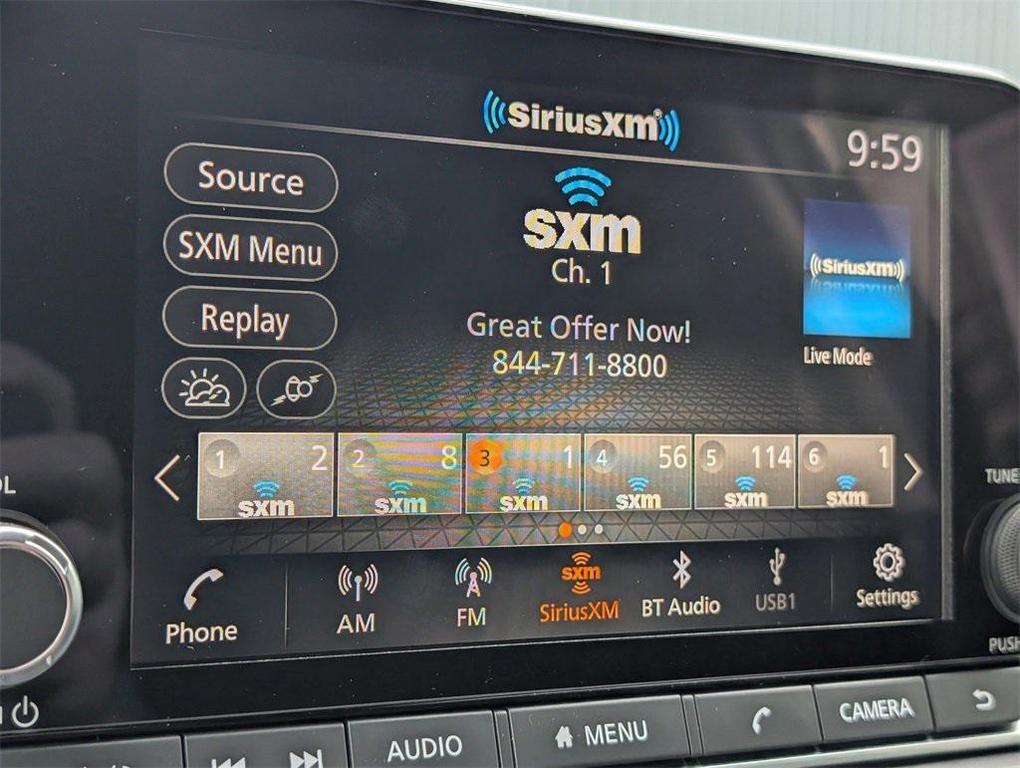 SiriusXM
9:59
Source
SXM Menu
Replay
sxm
Ch. 1
Great Offer Now!
844-711-8800
SiriusXM
Live Mode
1 2 sxm
2 8 sxm
3 1 sxm
4 56 sxm
5 114 sxm
6 1 sxm
Phone
AM
FM
sxm
SiriusXM
BT Audio
USB1
Settings
TUNE
PUSH
AUDIO
MENU
CAMERA